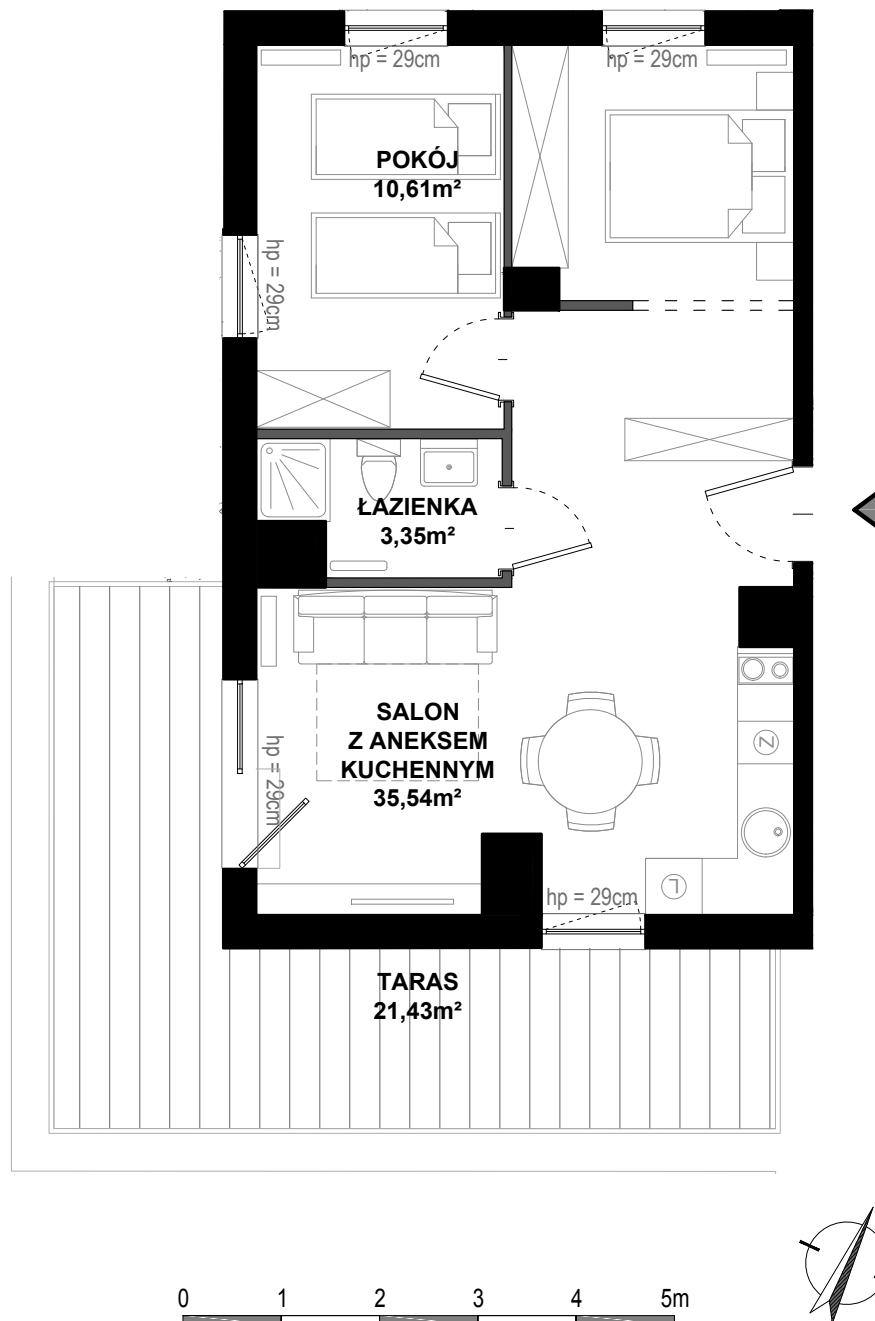 hp = 29cm
hp = 29cm
POKÓJ
10,61m²
hp = 29cm
ŁAZIENKA
3,35m²
SALON
Z ANEKSEM
KUCHENNYM
35,54m²
hp = 29cm
Z
L
hp = 29cm
TARAS
21,43m²
0 1 2 3 4 5m